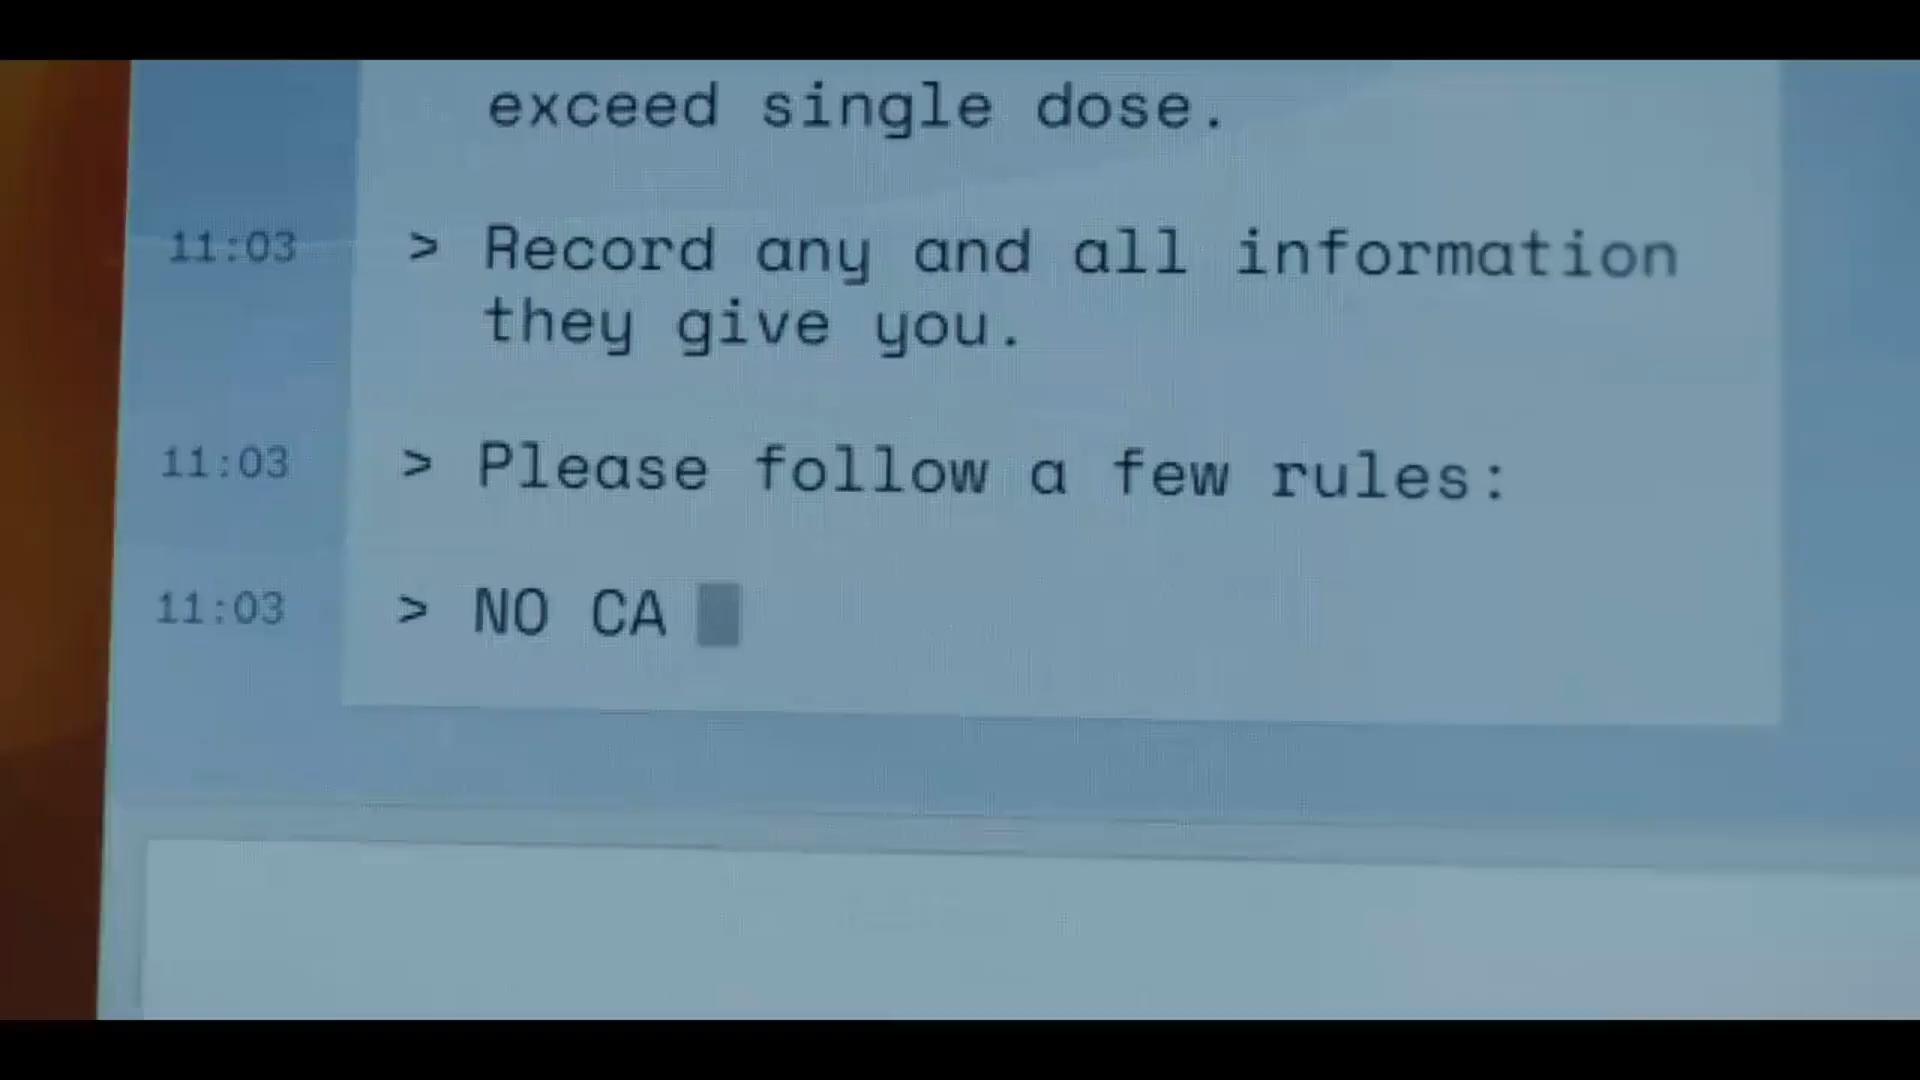 exceed single dose.
11:03 > Record any and all information
they give you.
11:03 > Please follow a few rules:
11:03 > NO CA